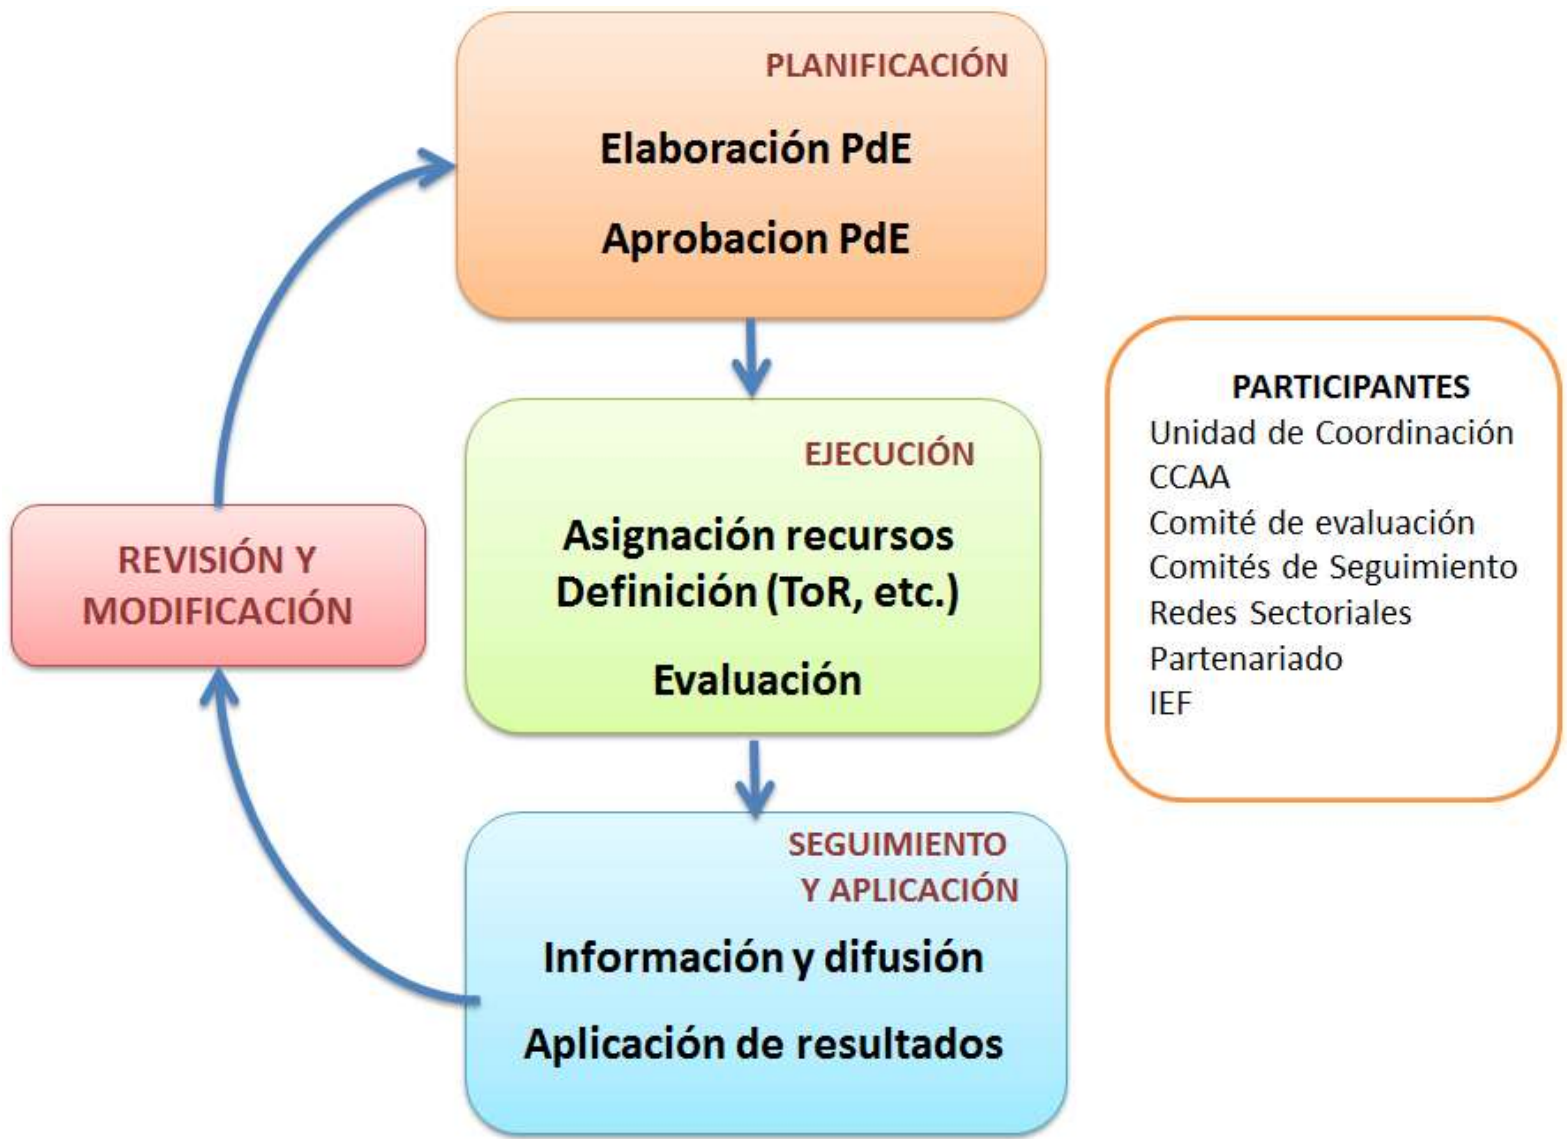 PLANIFICACIÓN
Elaboración PdE
Aprobacion PdE
EJECUCIÓN
Asignación recursos
Definición (ToR, etc.)
Evaluación
SEGUIMIENTO
Y APLICACIÓN
Información y difusión
Aplicación de resultados
REVISIÓN Y
MODIFICACIÓN
PARTICIPANTES
Unidad de Coordinación
CCAA
Comité de evaluación
Comités de Seguimiento
Redes Sectoriales
Partenariado
IEF